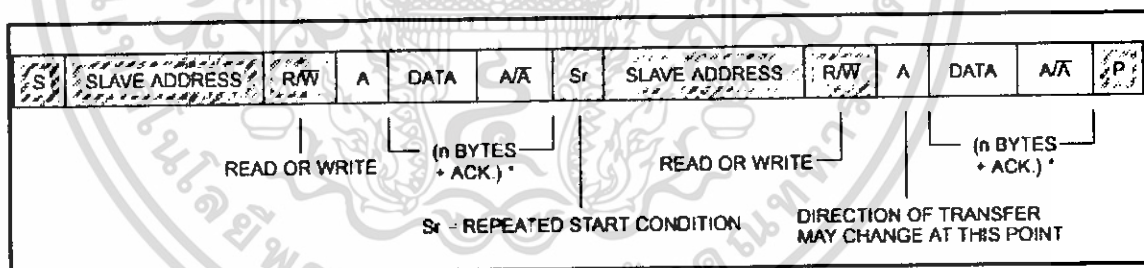 S SLAVE ADDRESS R/W̅ A DATA A/A̅ Sr SLAVE ADDRESS R/W̅ A DATA A/A̅ P
READ OR WRITE
(n BYTES
+ ACK.) *
READ OR WRITE
(n BYTES
+ ACK.) *
Sr - REPEATED START CONDITION
DIRECTION OF TRANSFER
MAY CHANGE AT THIS POINT